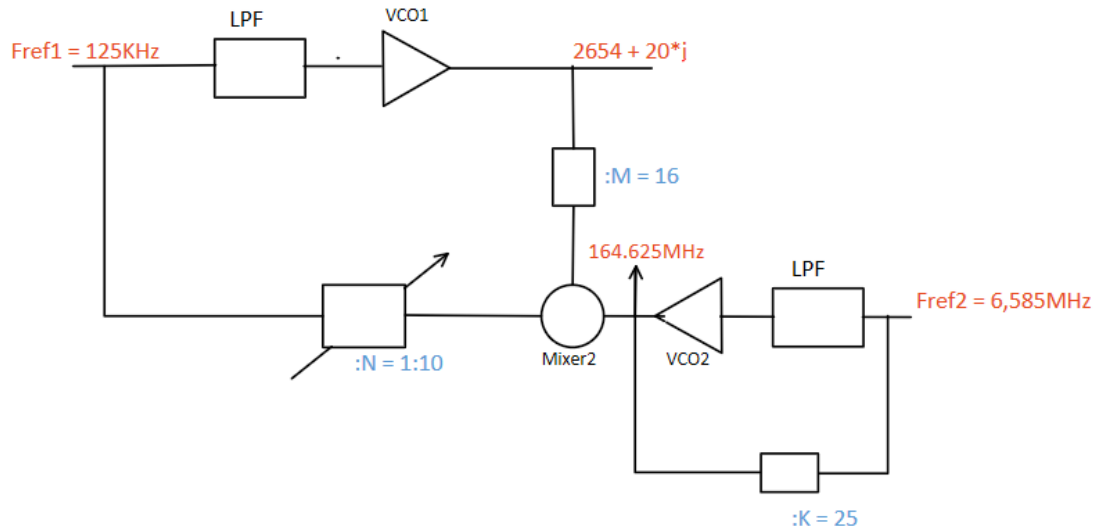 VCO1
LPF
Fref1 = 125KHz
2654 + 20*j
:M = 16
164.625MHz
LPF
Fref2 = 6,585MHz
Mixer2
VCO2
:N = 1:10
:K = 25